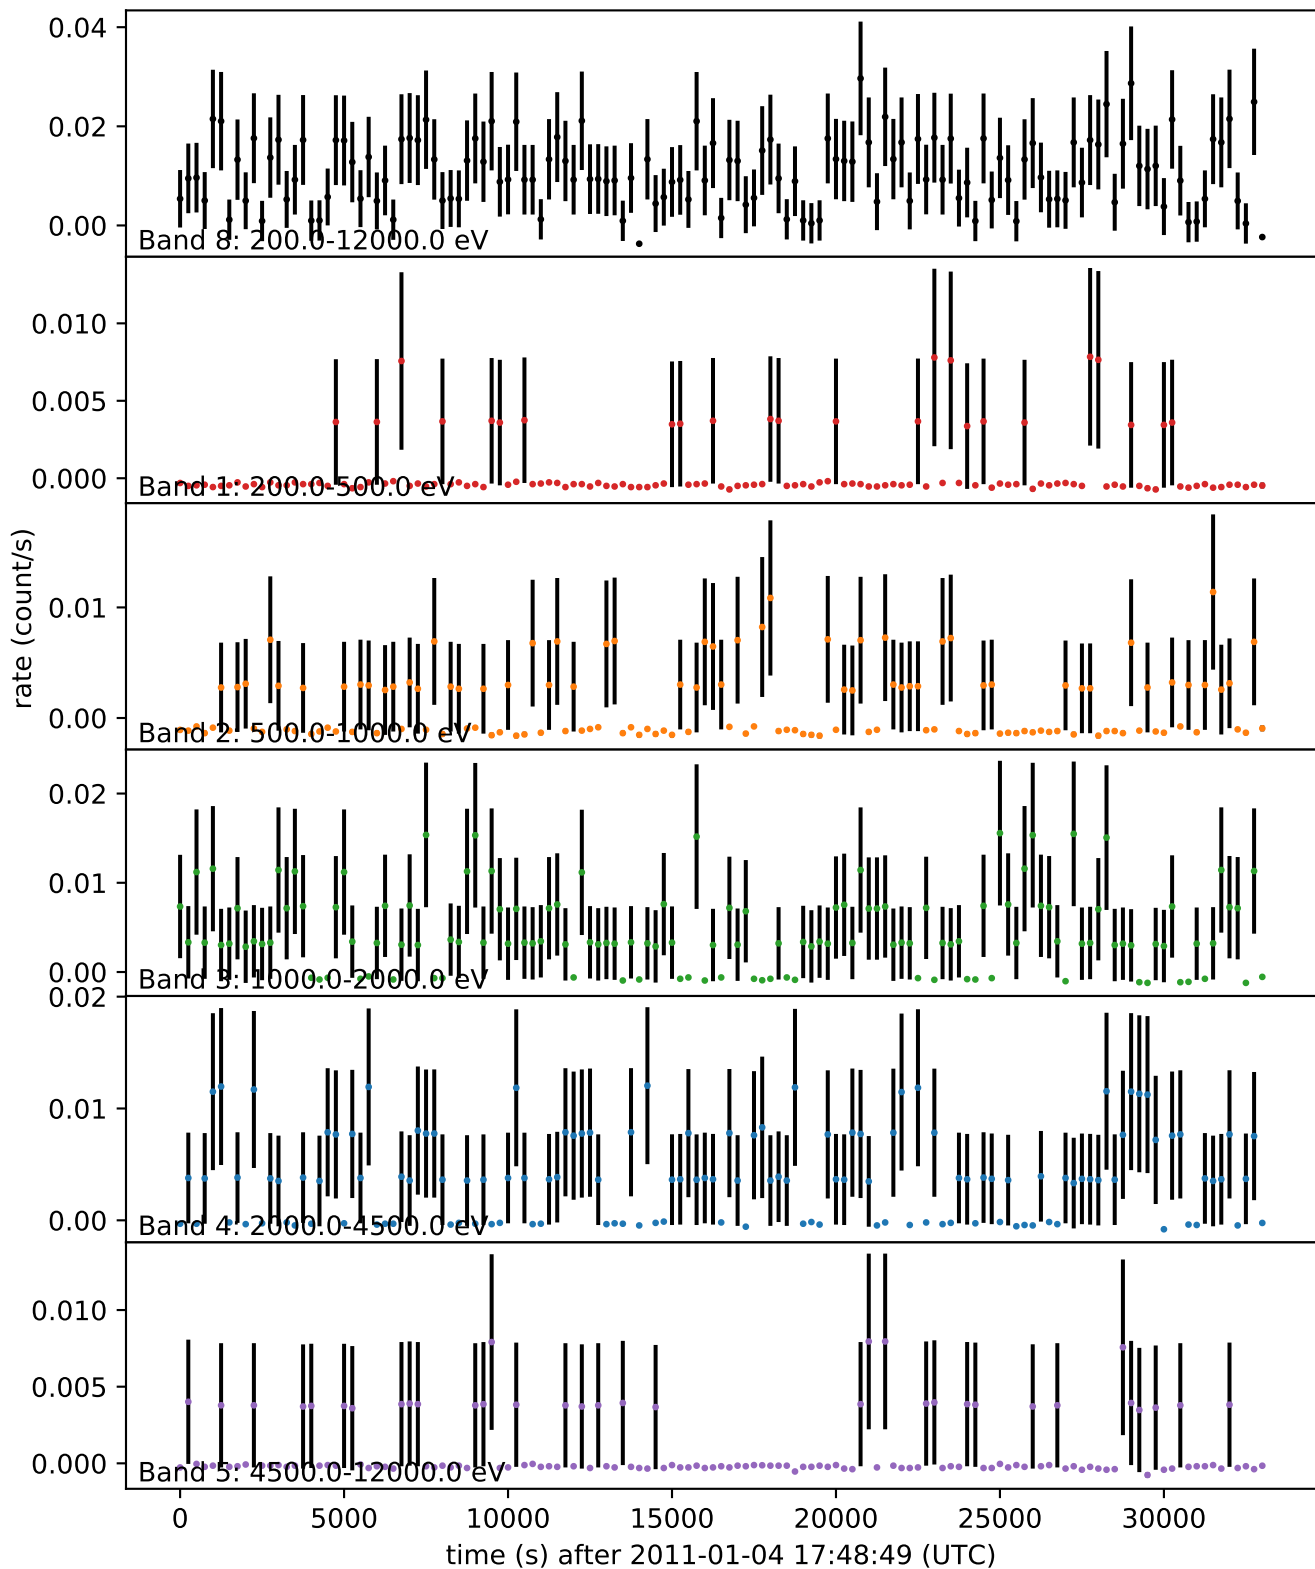 0.04
0.02
0.00
Band 8: 200.0-12000.0 eV
0.010
0.005
0.000
Band 1: 200.0-500.0 eV
0.01
0.00
Band 2: 500.0-1000.0 eV
rate (count/s)
0.02
0.01
0.00
Band 3: 1000.0-2000.0 eV
0.02
0.01
0.00
Band 4: 2000.0-4500.0 eV
0.010
0.005
0.000
Band 5: 4500.0-12000.0 eV
0 5000 10000 15000 20000 25000 30000
time (s) after 2011-01-04 17:48:49 (UTC)